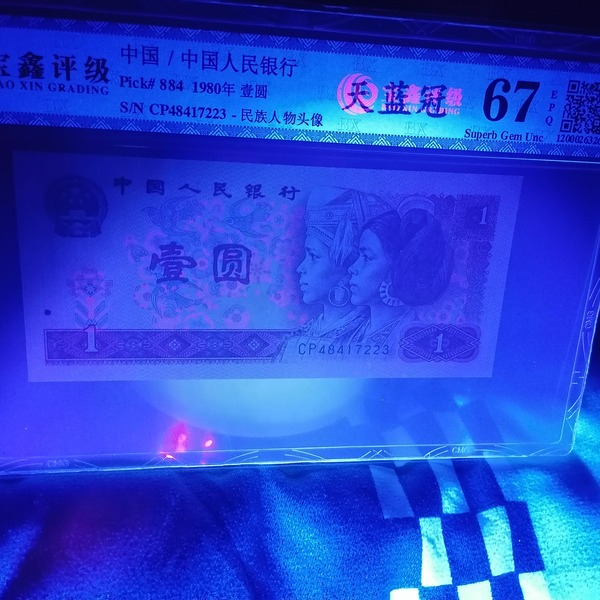 宝鑫评级
BAO XIN GRADING
中国 / 中国人民银行
Pick# 884 1980年 壹圆
S/N CP48417223 - 民族人物头像
天蓝冠
67
EPQ
Superb Gem Unc
中国人民银行
壹圆
1
1
CP48417223
1